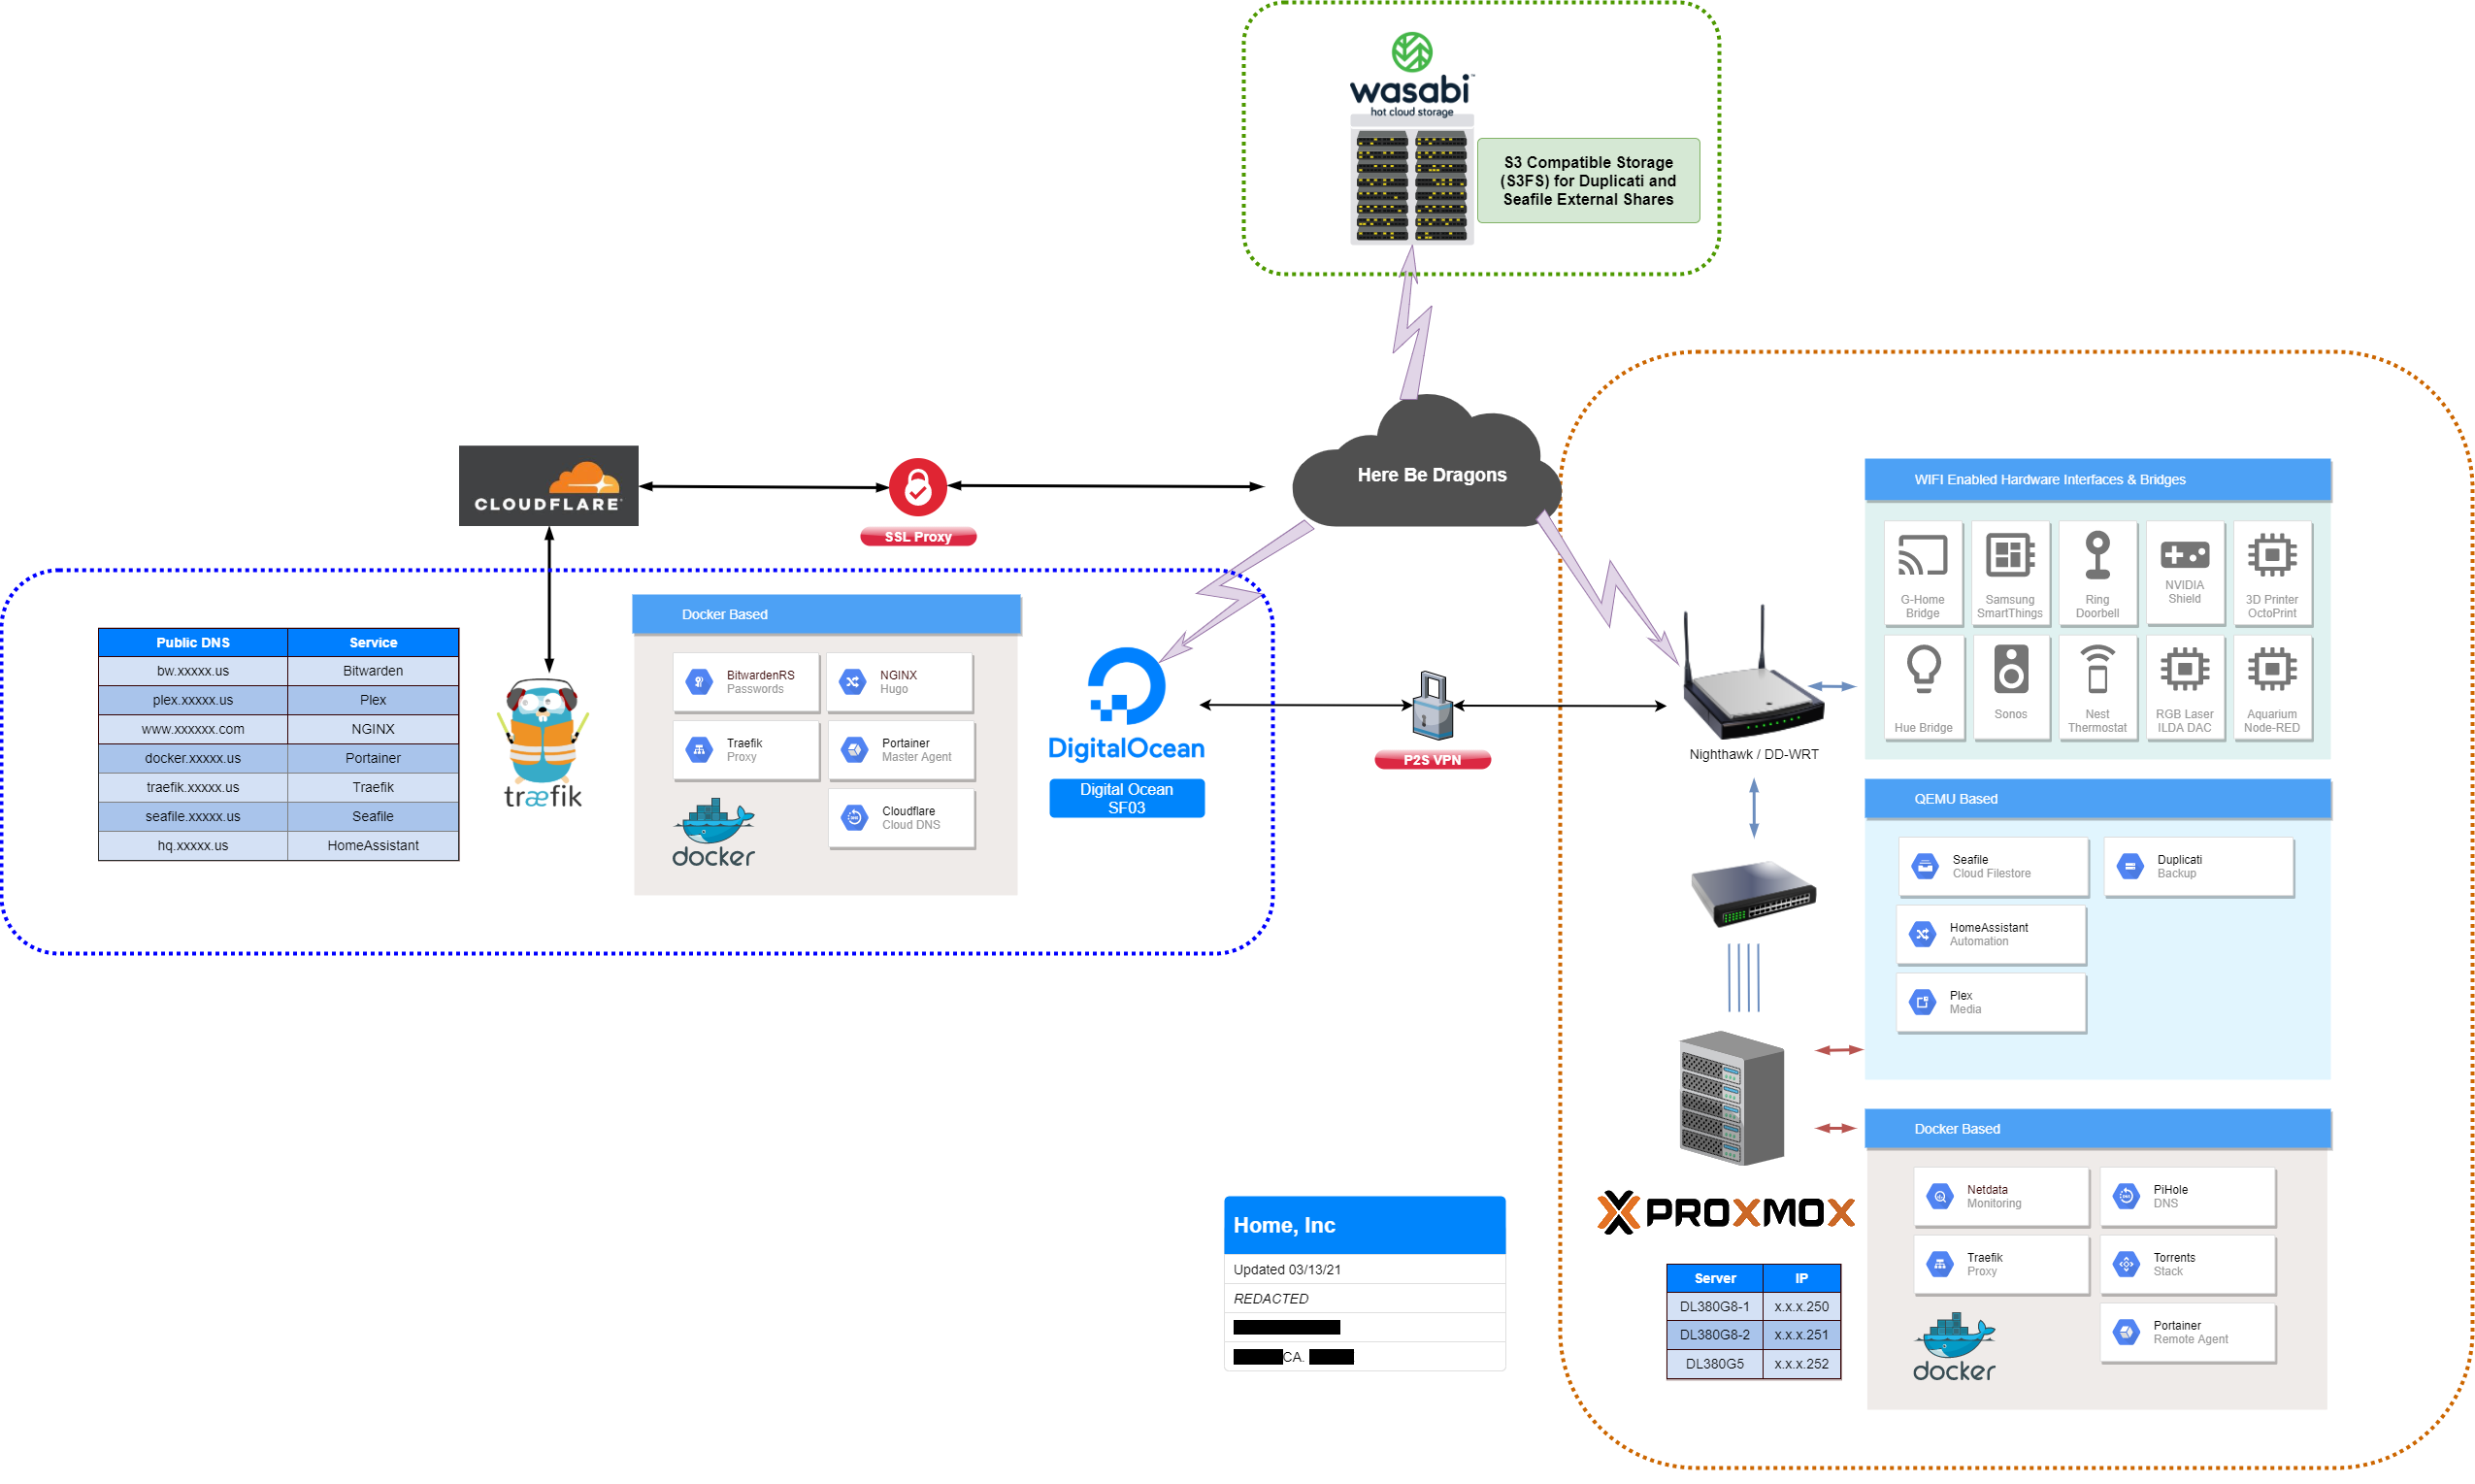 wasabi™
hot cloud storage
S3 Compatible Storage
(S3FS) for Duplicati and
Seafile External Shares
Here Be Dragons
CLOUDFLARE
SSL Proxy
Public DNS Service
bw.xxxxx.us Bitwarden
plex.xxxxx.us Plex
www.xxxxxx.com NGINX
docker.xxxxx.us Portainer
traefik.xxxxx.us Traefik
seafile.xxxxx.us Seafile
hq.xxxxx.us HomeAssistant
træfik
Docker Based
BitwardenRS
Passwords
NGINX
Hugo
Traefik
Proxy
Portainer
Master Agent
Cloudflare
Cloud DNS
docker
DigitalOcean
Digital Ocean
SF03
P2S VPN
Nighthawk / DD-WRT
WIFI Enabled Hardware Interfaces & Bridges
G-Home
Bridge
Samsung
SmartThings
Ring
Doorbell
NVIDIA
Shield
3D Printer
OctoPrint
Hue Bridge
Sonos
Nest
Thermostat
RGB Laser
ILDA DAC
Aquarium
Node-RED
QEMU Based
Seafile
Cloud Filestore
Duplicati
Backup
HomeAssistant
Automation
Plex
Media
Docker Based
Netdata
Monitoring
PiHole
DNS
Traefik
Proxy
Torrents
Stack
Portainer
Remote Agent
docker
PROXMOX
Server IP
DL380G8-1 x.x.x.250
DL380G8-2 x.x.x.251
DL380G5 x.x.x.252
Home, Inc
Updated 03/13/21
REDACTED
CA.